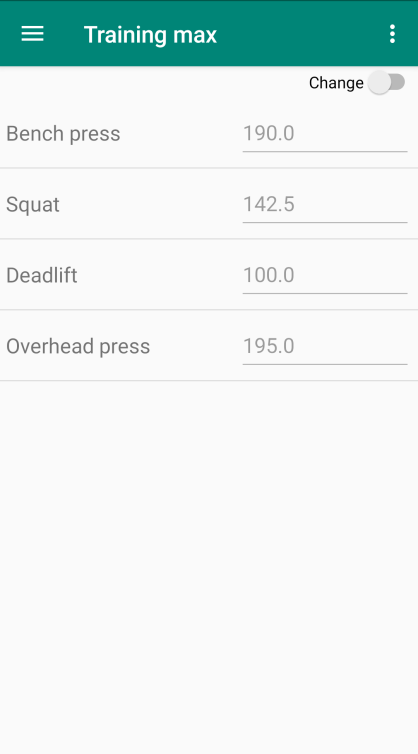 Training max
Change
Bench press 190.0
Squat 142.5
Deadlift 100.0
Overhead press 195.0